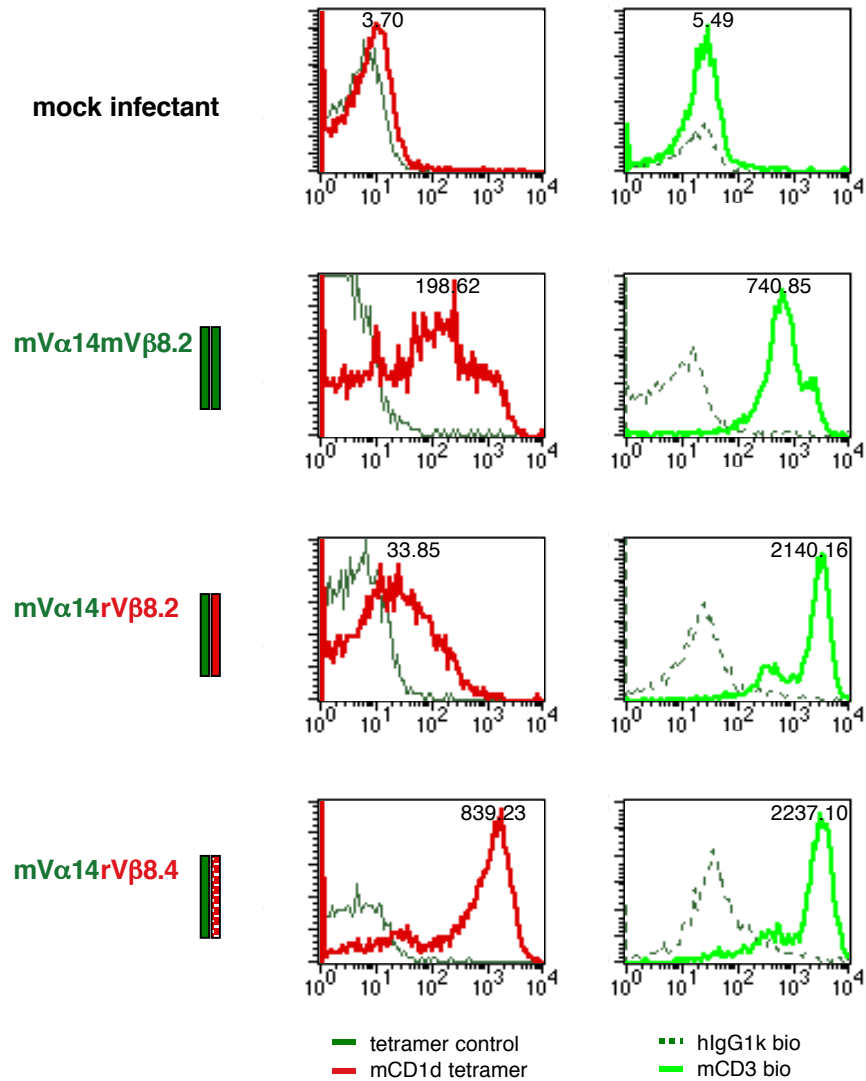 3.70 5.49
mock infectant
10⁰ 10¹ 10² 10³ 10⁴ 10⁰ 10¹ 10² 10³ 10⁴
198.62 740.85
mVα14mVβ8.2
10⁰ 10¹ 10² 10³ 10⁴ 10⁰ 10¹ 10² 10³ 10⁴
33.85 2140.16
mVα14rVβ8.2
10⁰ 10¹ 10² 10³ 10⁴ 10⁰ 10¹ 10² 10³ 10⁴
839.23 2237.10
mVα14rVβ8.4
10⁰ 10¹ 10² 10³ 10⁴ 10⁰ 10¹ 10² 10³ 10⁴
tetramer control hIgG1k bio
mCD1d tetramer mCD3 bio